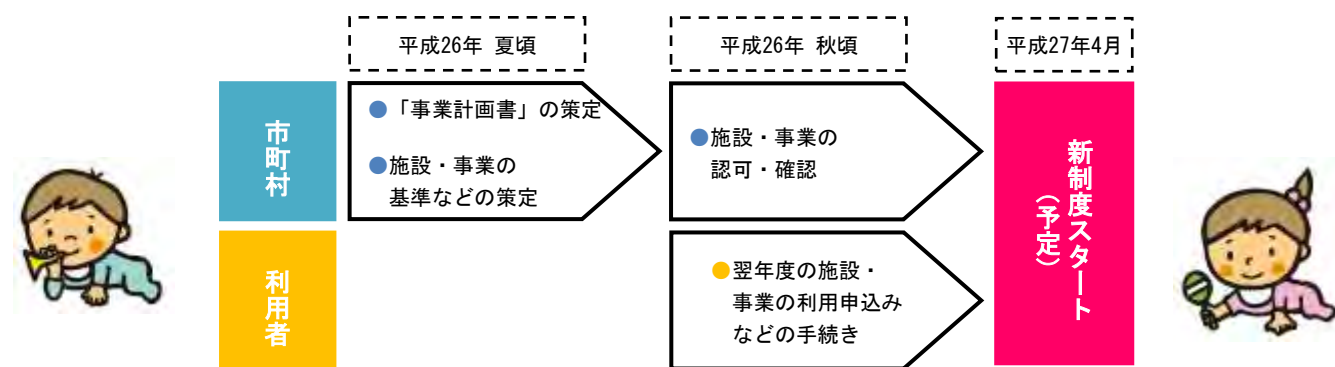 平成26年 夏頃
平成26年 秋頃
平成27年4月
市町村
●「事業計画書」の策定
●施設・事業の
基準などの策定
●施設・事業の
認可・確認
利用者
●翌年度の施設・
事業の利用申込み
などの手続き
新制度スタート
（予定）